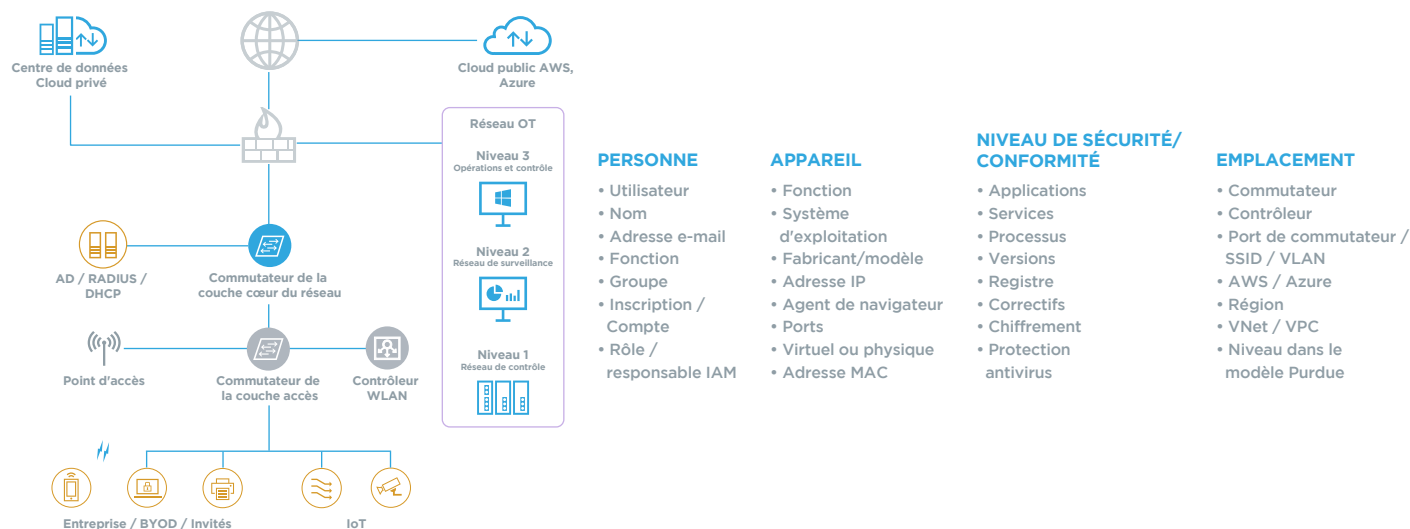 Centre de données
Cloud privé
Cloud public AWS,
Azure
Réseau OT
Niveau 3
Opérations et contrôle
Niveau 2
Réseau de surveillance
Niveau 1
Réseau de contrôle
AD / RADIUS /
DHCP
Commutateur de la
couche cœur du réseau
Point d'accès
Commutateur de
la couche accès
Contrôleur
WLAN
Entreprise / BYOD / Invités
IoT
PERSONNE
• Utilisateur
• Nom
• Adresse e-mail
• Fonction
• Groupe
• Inscription /
Compte
• Rôle /
responsable IAM
APPAREIL
• Fonction
• Système
d'exploitation
• Fabricant/modèle
• Adresse IP
• Agent de navigateur
• Ports
• Virtuel ou physique
• Adresse MAC
NIVEAU DE SÉCURITÉ/
CONFORMITÉ
• Applications
• Services
• Processus
• Versions
• Registre
• Correctifs
• Chiffrement
• Protection
antivirus
EMPLACEMENT
• Commutateur
• Contrôleur
• Port de commutateur /
SSID / VLAN
• AWS / Azure
• Région
• VNet / VPC
• Niveau dans le
modèle Purdue